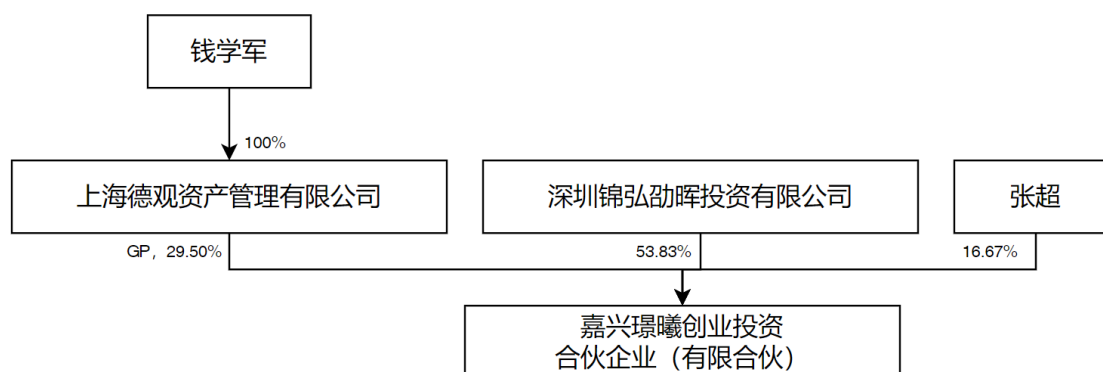 钱学军
100%
上海德观资产管理有限公司
深圳锦弘劭晖投资有限公司
张超
GP，29.50%
53.83%
16.67%
嘉兴璟曦创业投资
合伙企业（有限合伙）